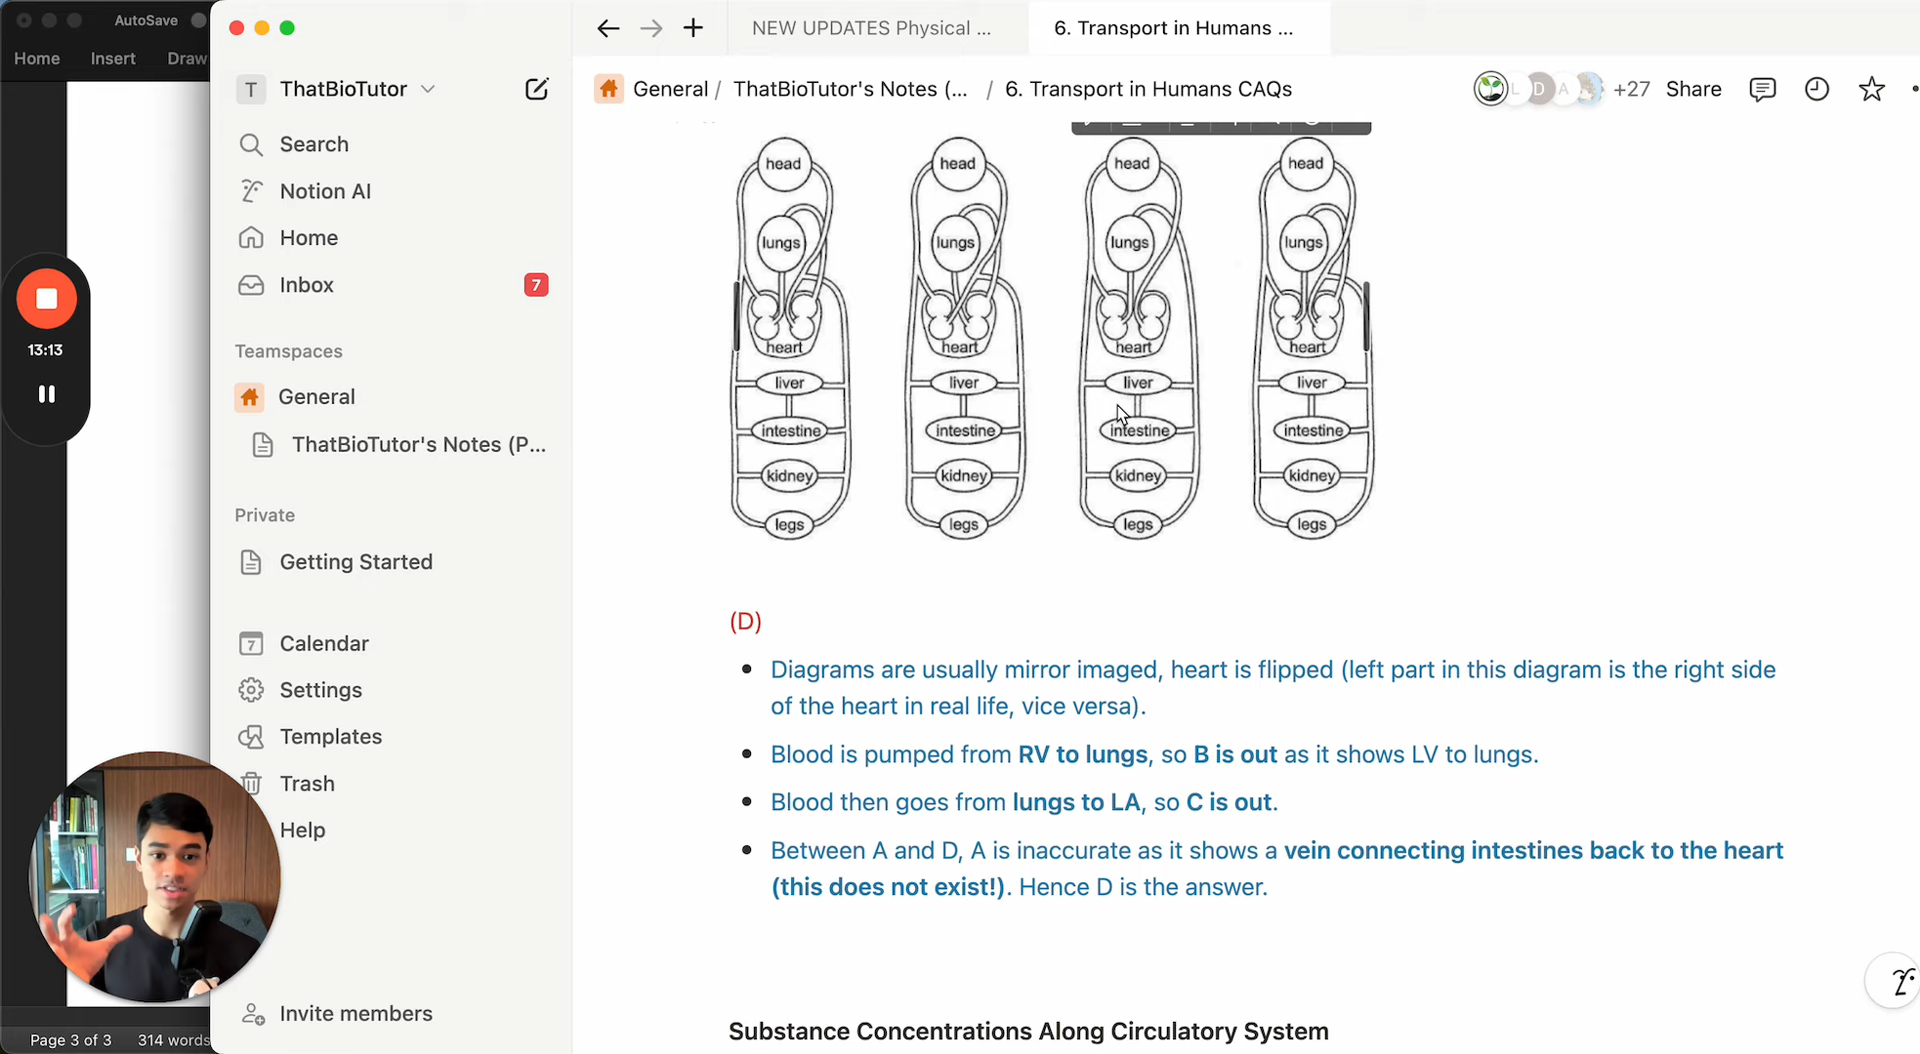 AutoSave
Home Insert Draw
ThatBioTutor
T
Search
Notion AI
Home
Inbox 7
Teamspaces
General
ThatBioTutor's Notes (P...
Private
Getting Started
7 Calendar
Settings
Templates
Trash
Help
Invite members
13:13
Page 3 of 3 314 words
NEW UPDATES Physical ... 6. Transport in Humans ...
General / ThatBioTutor's Notes (... / 6. Transport in Humans CAQs
L D A +27 Share
head head head head
lungs lungs lungs lungs
heart heart heart heart
liver liver liver liver
intestine intestine intestine intestine
kidney kidney kidney kidney
legs legs legs legs
(D)
Diagrams are usually mirror imaged, heart is flipped (left part in this diagram is the right side
of the heart in real life, vice versa).
Blood is pumped from RV to lungs, so B is out as it shows LV to lungs.
Blood then goes from lungs to LA, so C is out.
Between A and D, A is inaccurate as it shows a vein connecting intestines back to the heart
(this does not exist!). Hence D is the answer.
Substance Concentrations Along Circulatory System